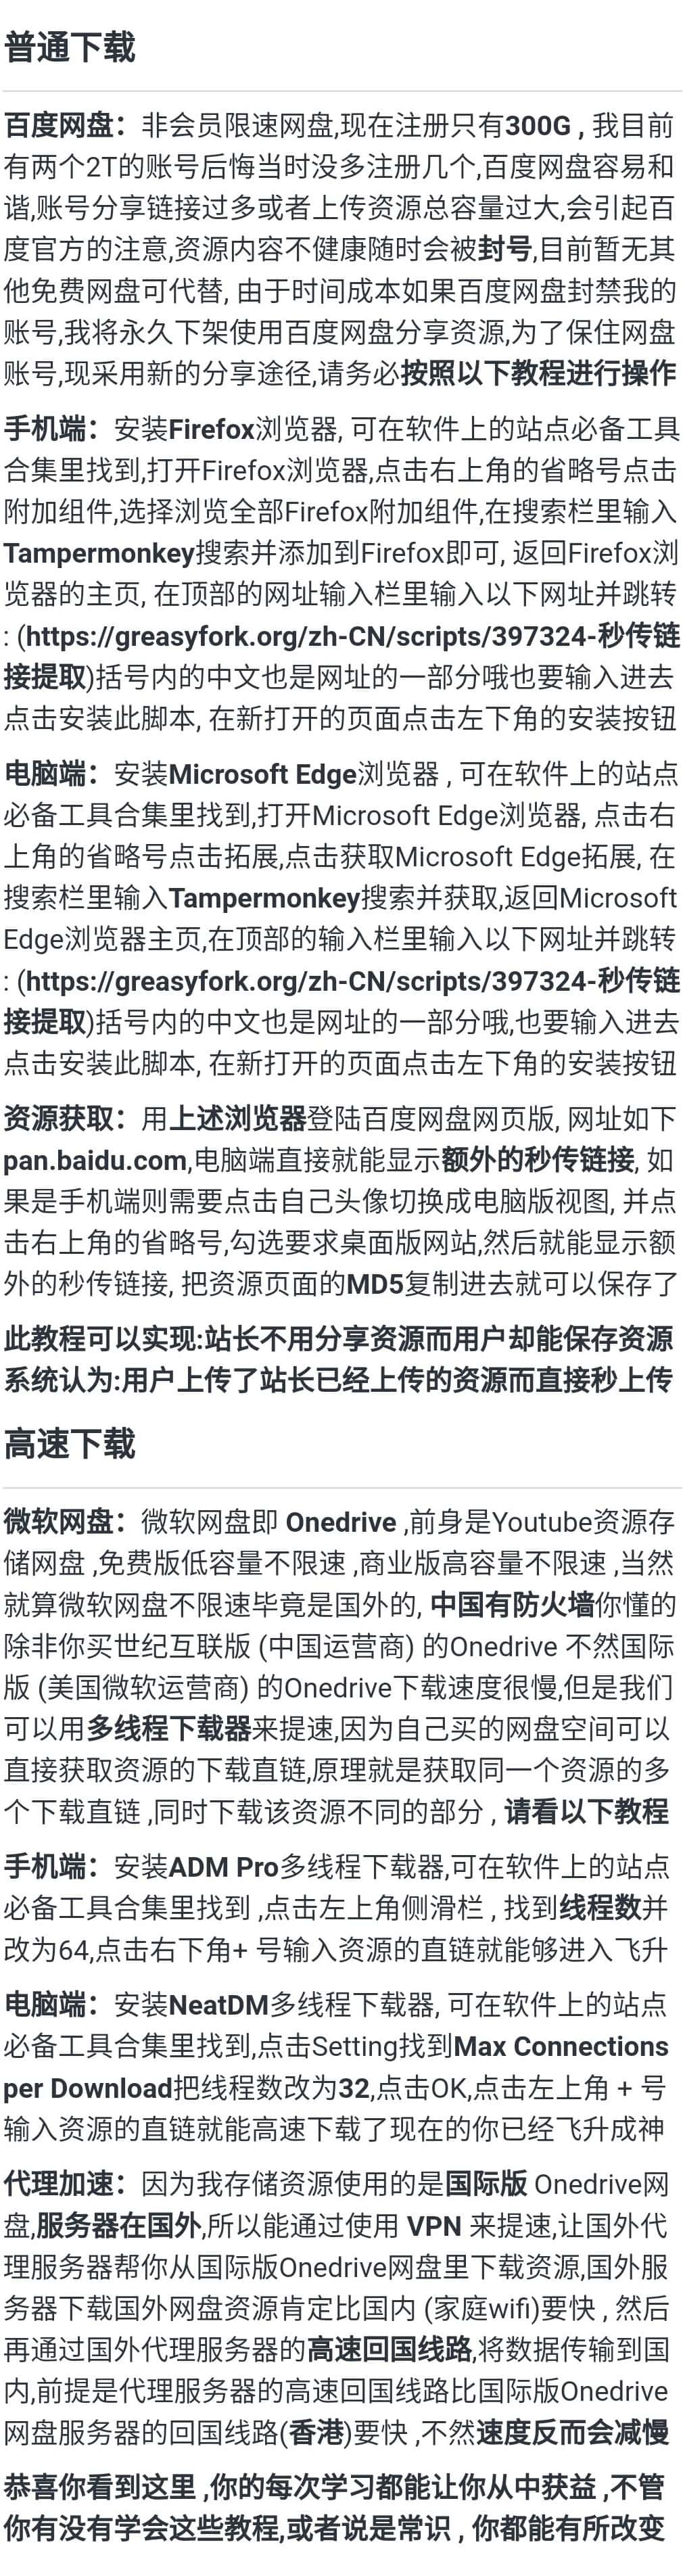 普通下载
百度网盘：非会员限速网盘,现在注册只有300G , 我目前
有两个2T的账号后悔当时没多注册几个,百度网盘容易和
谐,账号分享链接过多或者上传资源总容量过大,会引起百
度官方的注意,资源内容不健康随时会被封号,目前暂无其
他免费网盘可代替, 由于时间成本如果百度网盘封禁我的
账号,我将永久下架使用百度网盘分享资源,为了保住网盘
账号,现采用新的分享途径,请务必按照以下教程进行操作
手机端：安装Firefox浏览器, 可在软件上的站点必备工具
合集里找到,打开Firefox浏览器,点击右上角的省略号点击
附加组件,选择浏览全部Firefox附加组件,在搜索栏里输入
Tampermonkey搜索并添加到Firefox即可, 返回Firefox浏
览器的主页, 在顶部的网址输入栏里输入以下网址并跳转
: (https://greasyfork.org/zh-CN/scripts/397324-秒传链
接提取)括号内的中文也是网址的一部分哦也要输入进去
点击安装此脚本, 在新打开的页面点击左下角的安装按钮
电脑端：安装Microsoft Edge浏览器 , 可在软件上的站点
必备工具合集里找到,打开Microsoft Edge浏览器, 点击右
上角的省略号点击拓展,点击获取Microsoft Edge拓展, 在
搜索栏里输入Tampermonkey搜索并获取,返回Microsoft
Edge浏览器主页,在顶部的输入栏里输入以下网址并跳转
: (https://greasyfork.org/zh-CN/scripts/397324-秒传链
接提取)括号内的中文也是网址的一部分哦,也要输入进去
点击安装此脚本, 在新打开的页面点击左下角的安装按钮
资源获取：用上述浏览器登陆百度网盘网页版, 网址如下
pan.baidu.com,电脑端直接就能显示额外的秒传链接, 如
果是手机端则需要点击自己头像切换成电脑版视图, 并点
击右上角的省略号,勾选要求桌面版网站,然后就能显示额
外的秒传链接, 把资源页面的MD5复制进去就可以保存了
此教程可以实现:站长不用分享资源而用户却能保存资源
系统认为:用户上传了站长已经上传的资源而直接秒上传
高速下载
微软网盘：微软网盘即 Onedrive ,前身是Youtube资源存
储网盘 ,免费版低容量不限速 ,商业版高容量不限速 ,当然
就算微软网盘不限速毕竟是国外的, 中国有防火墙你懂的
除非你买世纪互联版 (中国运营商) 的Onedrive 不然国际
版 (美国微软运营商) 的Onedrive下载速度很慢,但是我们
可以用多线程下载器来提速,因为自己买的网盘空间可以
直接获取资源的下载直链,原理就是获取同一个资源的多
个下载直链 ,同时下载该资源不同的部分 , 请看以下教程
手机端：安装ADM Pro多线程下载器,可在软件上的站点
必备工具合集里找到 ,点击左上角侧滑栏 , 找到线程数并
改为64,点击右下角+ 号输入资源的直链就能够进入飞升
电脑端：安装NeatDM多线程下载器, 可在软件上的站点
必备工具合集里找到,点击Setting找到Max Connections
per Download把线程数改为32,点击OK,点击左上角 + 号
输入资源的直链就能高速下载了现在的你已经飞升成神
代理加速：因为我存储资源使用的是国际版 Onedrive网
盘,服务器在国外,所以能通过使用 VPN 来提速,让国外代
理服务器帮你从国际版Onedrive网盘里下载资源,国外服
务器下载国外网盘资源肯定比国内 (家庭wifi)要快 , 然后
再通过国外代理服务器的高速回国线路,将数据传输到国
内,前提是代理服务器的高速回国线路比国际版Onedrive
网盘服务器的回国线路(香港)要快 ,不然速度反而会减慢
恭喜你看到这里 ,你的每次学习都能让你从中获益 ,不管
你有没有学会这些教程,或者说是常识 , 你都能有所改变